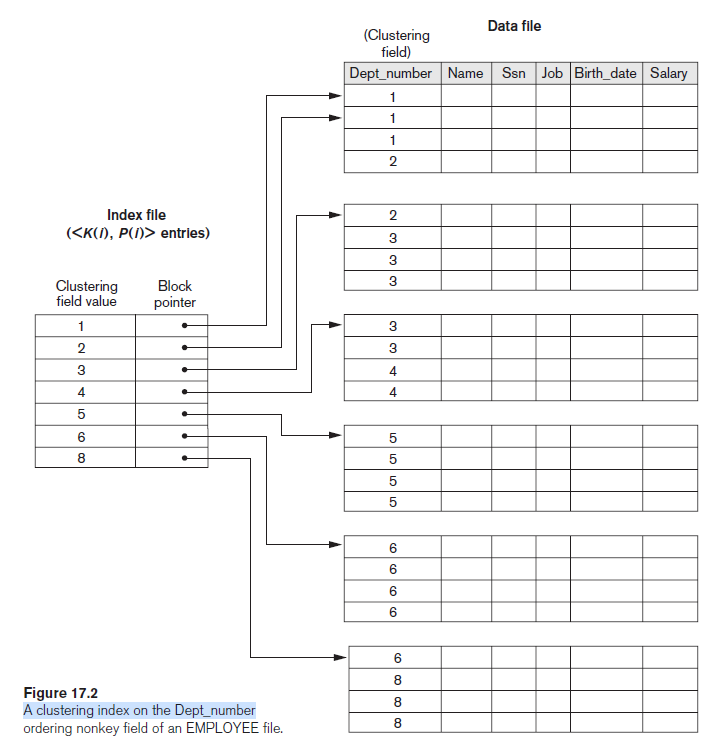 Data file
(Clustering
field)
Dept_number Name Ssn Job Birth_date Salary
1
1
1
2
Index file
(<K(i), P(i)> entries)
2
3
3
3
Clustering
field value
Block
pointer
1
2
3
4
5
6
8
3
3
4
4
5
5
5
5
6
6
6
6
6
8
8
8
Figure 17.2
A clustering index on the Dept_number
ordering nonkey field of an EMPLOYEE file.